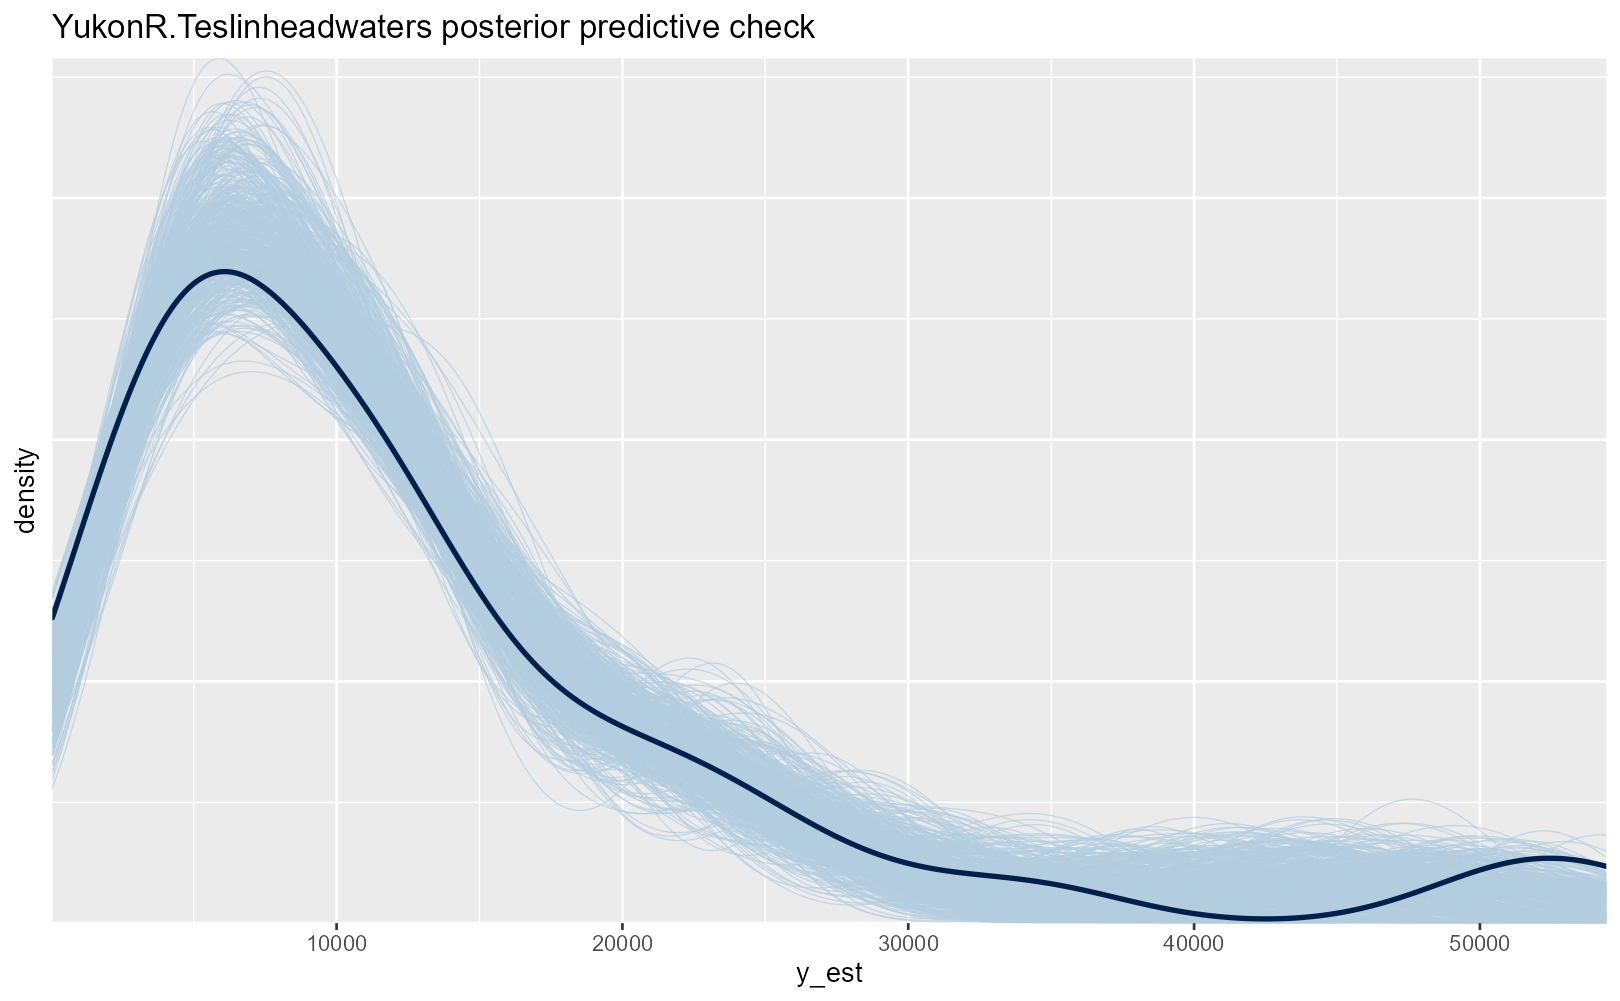 YukonR.Teslinheadwaters posterior predictive check
density
10000 20000 30000 40000 50000
y_est